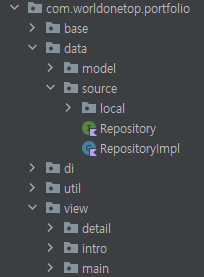 com.worldonetop.portfolio
base
data
model
source
local
Repository
RepositoryImpl
di
util
view
detail
intro
main